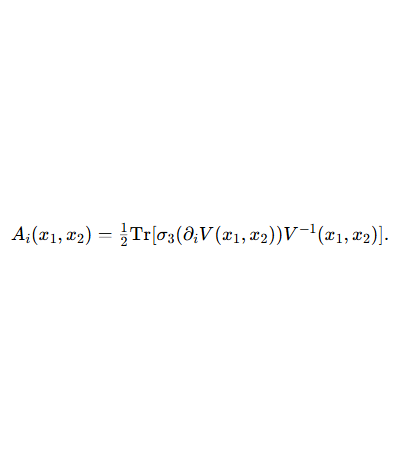 $A_i(x_1, x_2) = \frac{1}{2}\mathrm{Tr}[\sigma_3(\partial_i V(x_1, x_2))V^{-1}(x_1, x_2)].$